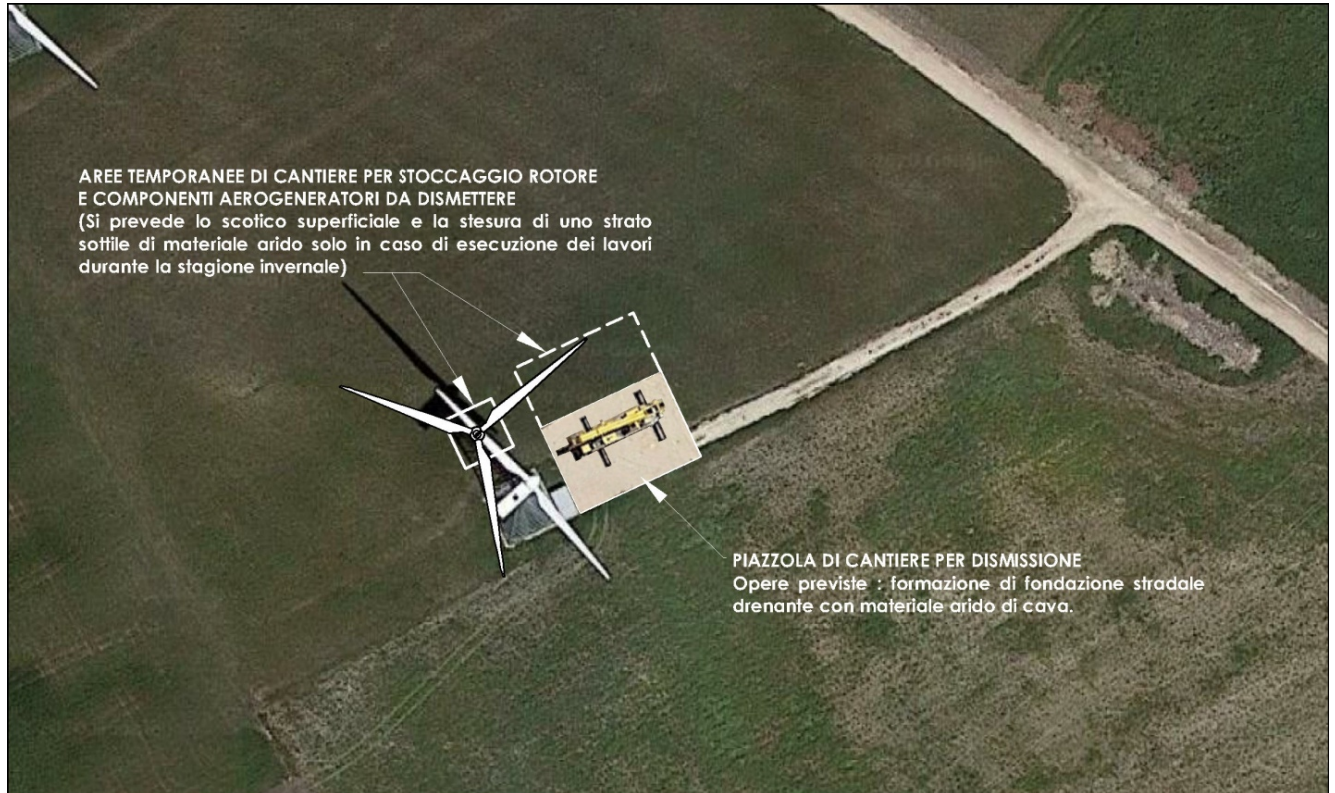 AREE TEMPORANEE DI CANTIERE PER STOCCAGGIO ROTORE
E COMPONENTI AEROGENERATORI DA DISMETTERE
(Si prevede lo scotico superficiale e la stesura di uno strato
sottile di materiale arido solo in caso di esecuzione dei lavori
durante la stagione invernale)
PIAZZOLA DI CANTIERE PER DISMISSIONE
Opere previste : formazione di fondazione stradale
drenante con materiale arido di cava.